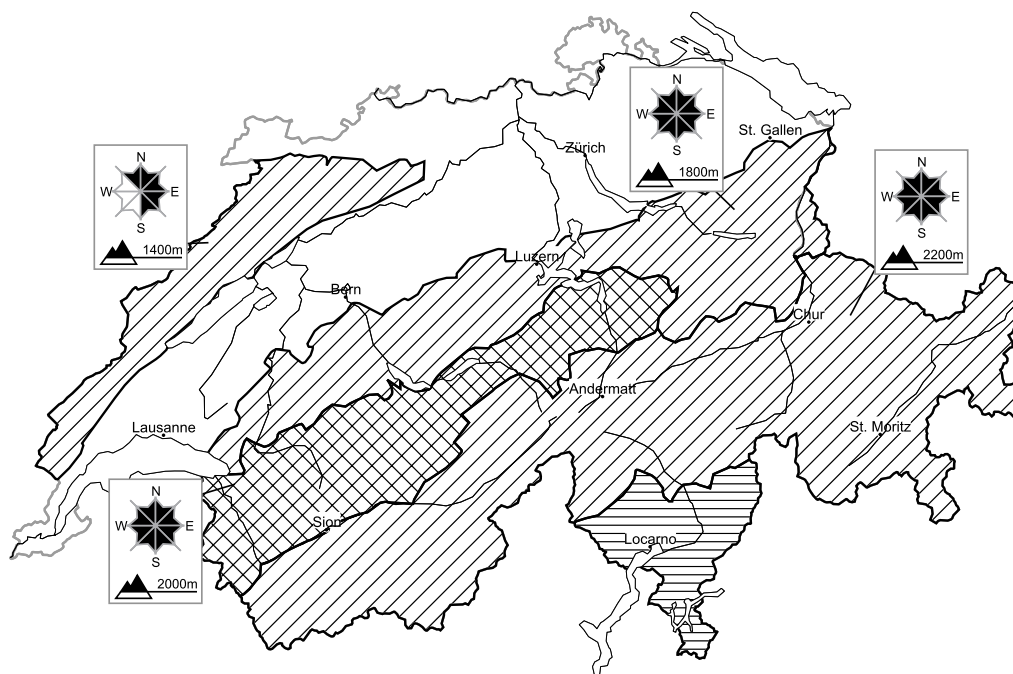 N
W E
S
1800m
St. Gallen
Zürich
N
W E
S
1400m
N
W E
S
2200m
Luzern
Bern
Chur
Andermatt
Lausanne
St. Moritz
N
W E
S
2000m
Sion
Locarno